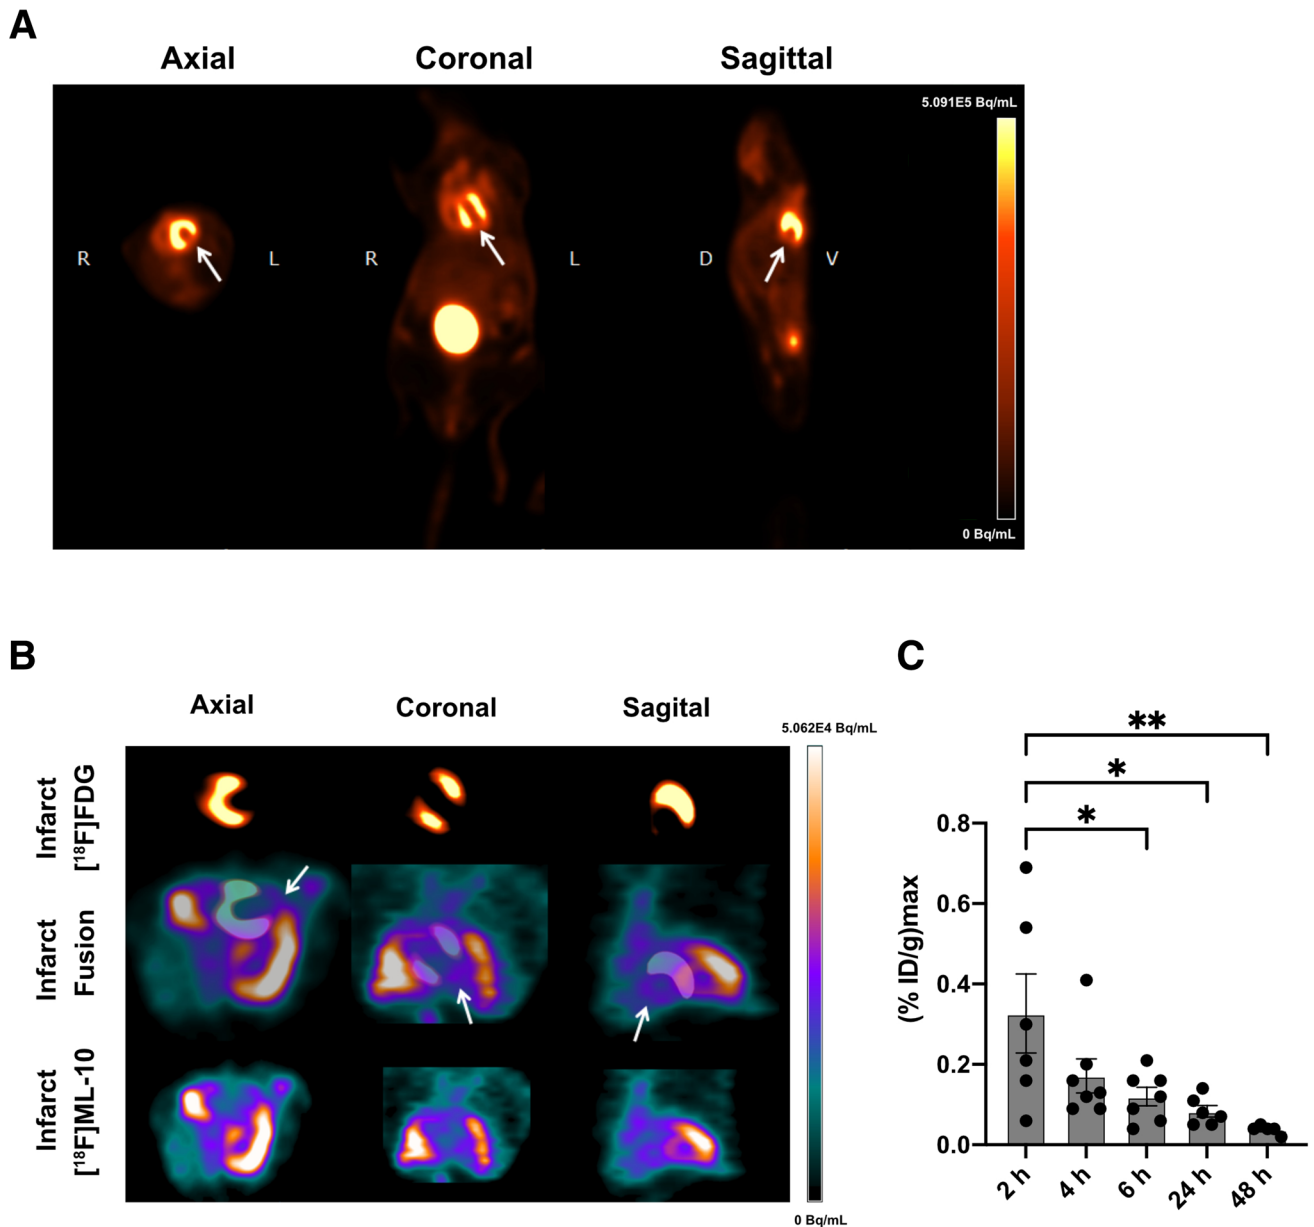 A
Axial Coronal Sagittal
5.091E5 Bq/mL
R L R L D V
0 Bq/mL
B
C
Axial Coronal Sagital
5.062E4 Bq/mL
Infarct
[¹⁸F]FDG
Infarct
Fusion
Infarct
[¹⁸F]ML-10
0 Bq/mL
**
*
*
(% ID/g)max
0.8
0.6
0.4
0.2
0.0
2 h 4 h 6 h 24 h 48 h